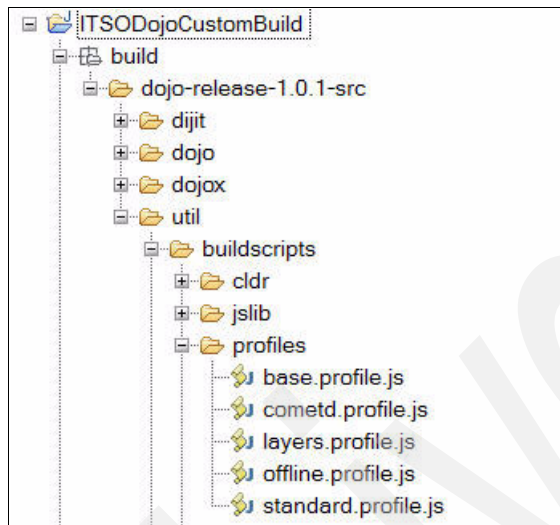 ITSODojoCustomBuild
build
dojo-release-1.0.1-src
dijit
dojo
dojox
util
buildscripts
cldr
jslib
profiles
base.profile.js
cometd.profile.js
layers.profile.js
offline.profile.js
standard.profile.js